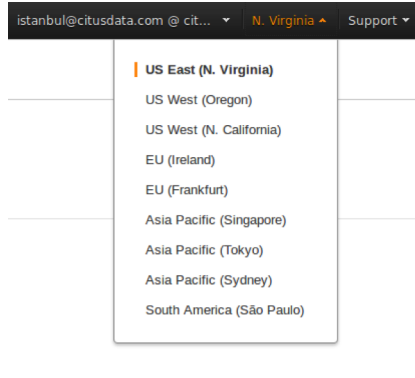 istanbul@citusdata.com @ cit... N. Virginia Support
US East (N. Virginia)
US West (Oregon)
US West (N. California)
EU (Ireland)
EU (Frankfurt)
Asia Pacific (Singapore)
Asia Pacific (Tokyo)
Asia Pacific (Sydney)
South America (São Paulo)